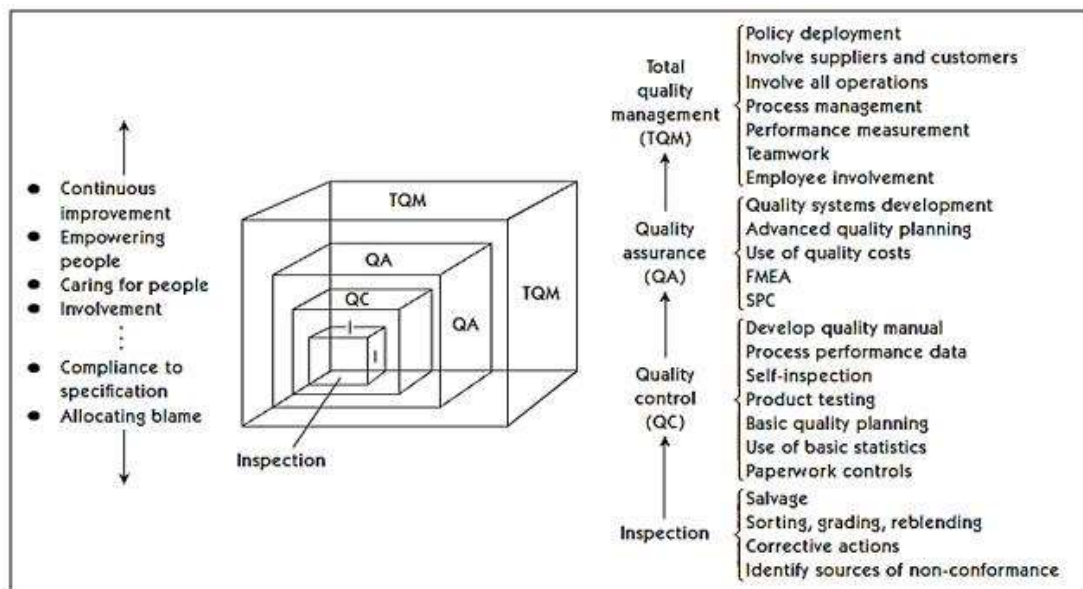 Continuous
improvement
Empowering
people
Caring for people
Involvement
Compliance to
specification
Allocating blame
TQM
QA
QC
I
I
QA
TQM
Inspection
Total
quality
management
(TQM)
Policy deployment
Involve suppliers and customers
Involve all operations
Process management
Performance measurement
Teamwork
Employee involvement
Quality
assurance
(QA)
Quality systems development
Advanced quality planning
Use of quality costs
FMEA
SPC
Quality
control
(QC)
Develop quality manual
Process performance data
Self-inspection
Product testing
Basic quality planning
Use of basic statistics
Paperwork controls
Inspection
Salvage
Sorting, grading, reblending
Corrective actions
Identify sources of non-conformance